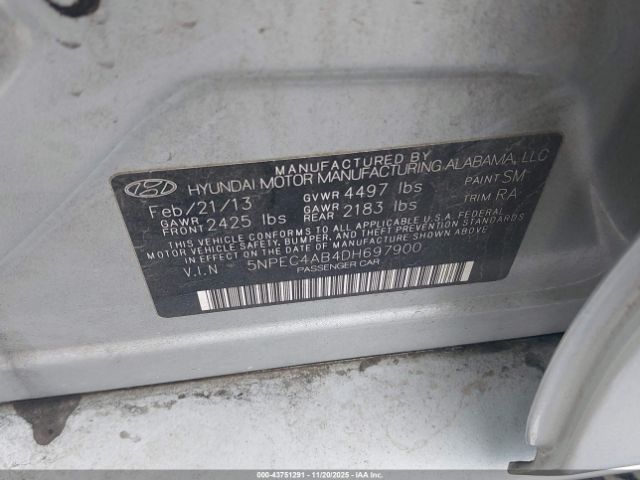 MANUFACTURED BY
HYUNDAI MOTOR MANUFACTURING ALABAMA, LLC
Feb/21/13 GVWR 4497 lbs PAINT SM
GAWR FRONT 2425 lbs GAWR REAR 2183 lbs TRIM RA
THIS VEHICLE CONFORMS TO ALL APPLICABLE U.S.A. FEDERAL
MOTOR VEHICLE SAFETY, BUMPER, AND THEFT PREVENTION STANDARDS
IN EFFECT ON THE DATE OF MANUFACTURE SHOWN ABOVE.
V.I.N 5NPEC4AB4DH697900
PASSENGER CAR
000-43751291 - 11/20/2025 - IAAI.COM